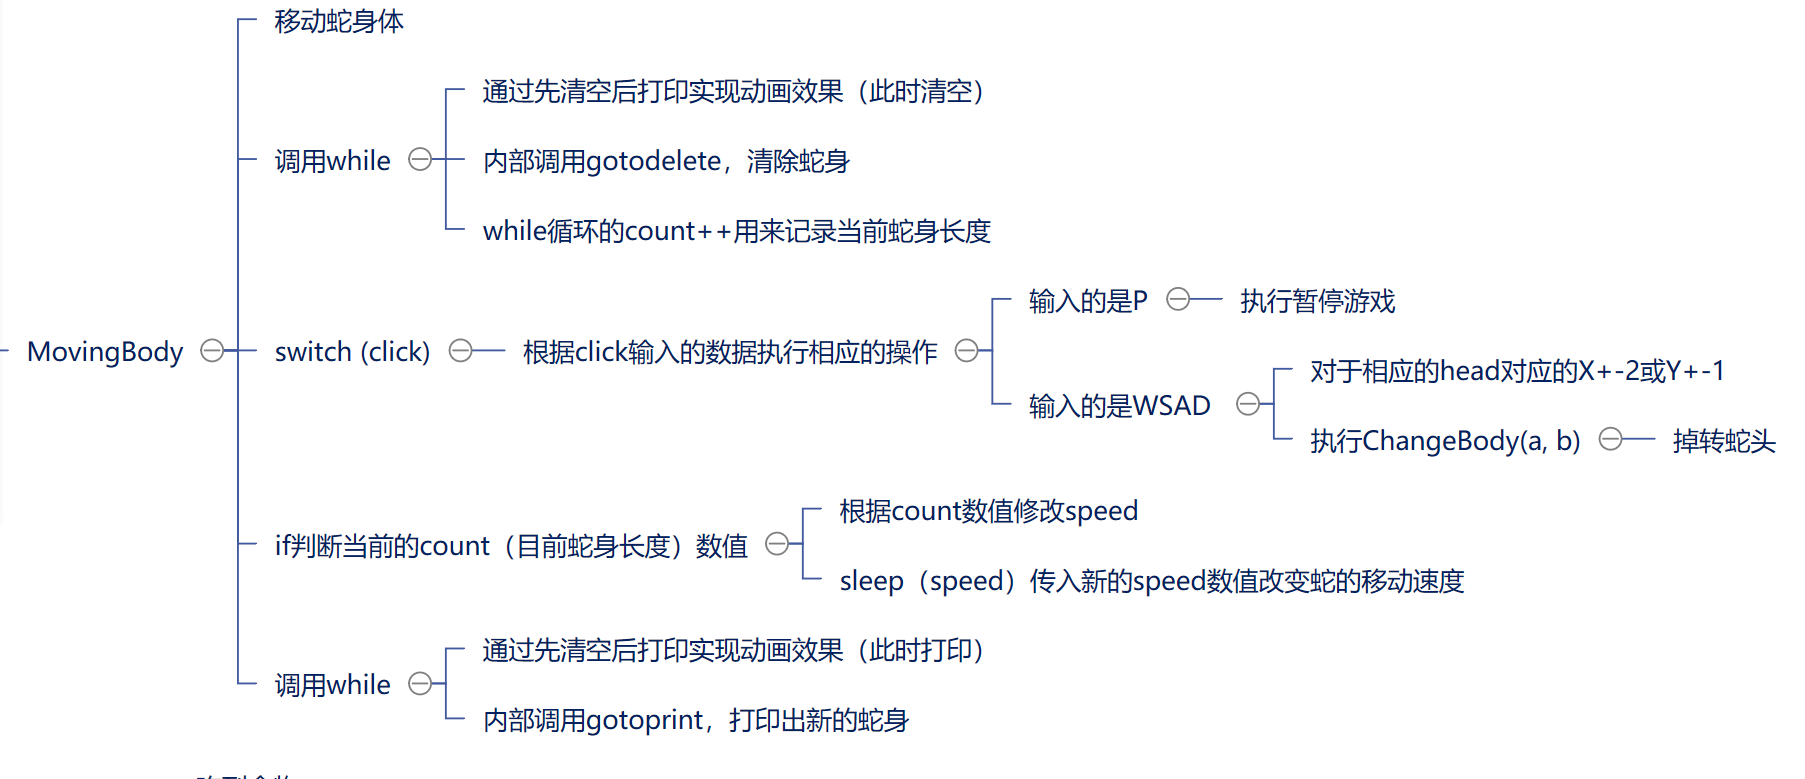 移动蛇身体
通过先清空后打印实现动画效果（此时清空）
调用while
内部调用gotodelete，清除蛇身
while循环的count++用来记录当前蛇身长度
输入的是P
执行暂停游戏
MovingBody
switch (click)
根据click输入的数据执行相应的操作
对于相应的head对应的X+-2或Y+-1
输入的是WSAD
执行ChangeBody(a, b)
掉转蛇头
根据count数值修改speed
if判断当前的count（目前蛇身长度）数值
sleep（speed）传入新的speed数值改变蛇的移动速度
通过先清空后打印实现动画效果（此时打印）
调用while
内部调用gotoprint，打印出新的蛇身